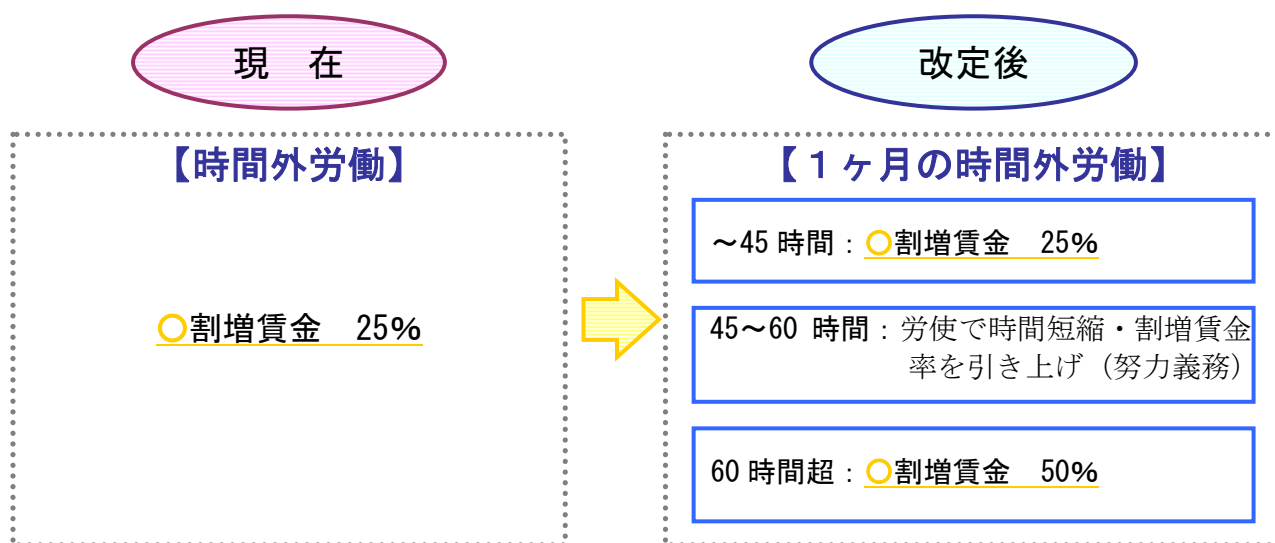 現　在
改定後
【時間外労働】
○割増賃金　25％
【１ヶ月の時間外労働】
～45 時間：○割増賃金　25％
45～60 時間：労使で時間短縮・割増賃金
率を引き上げ（努力義務）
60 時間超：○割増賃金　50％